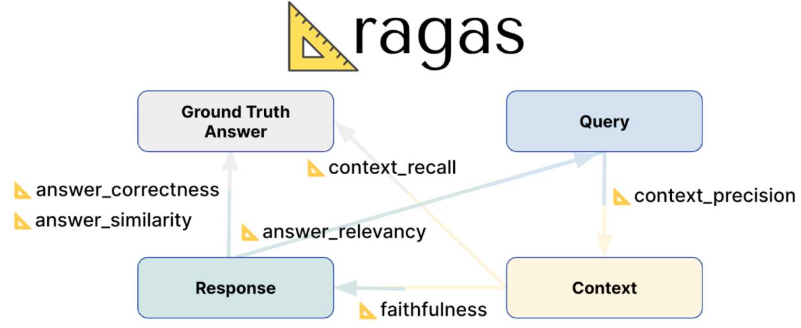 ragas
Ground Truth
Answer
Query
context_recall
answer_correctness
context_precision
answer_similarity
answer_relevancy
Response
Context
faithfulness